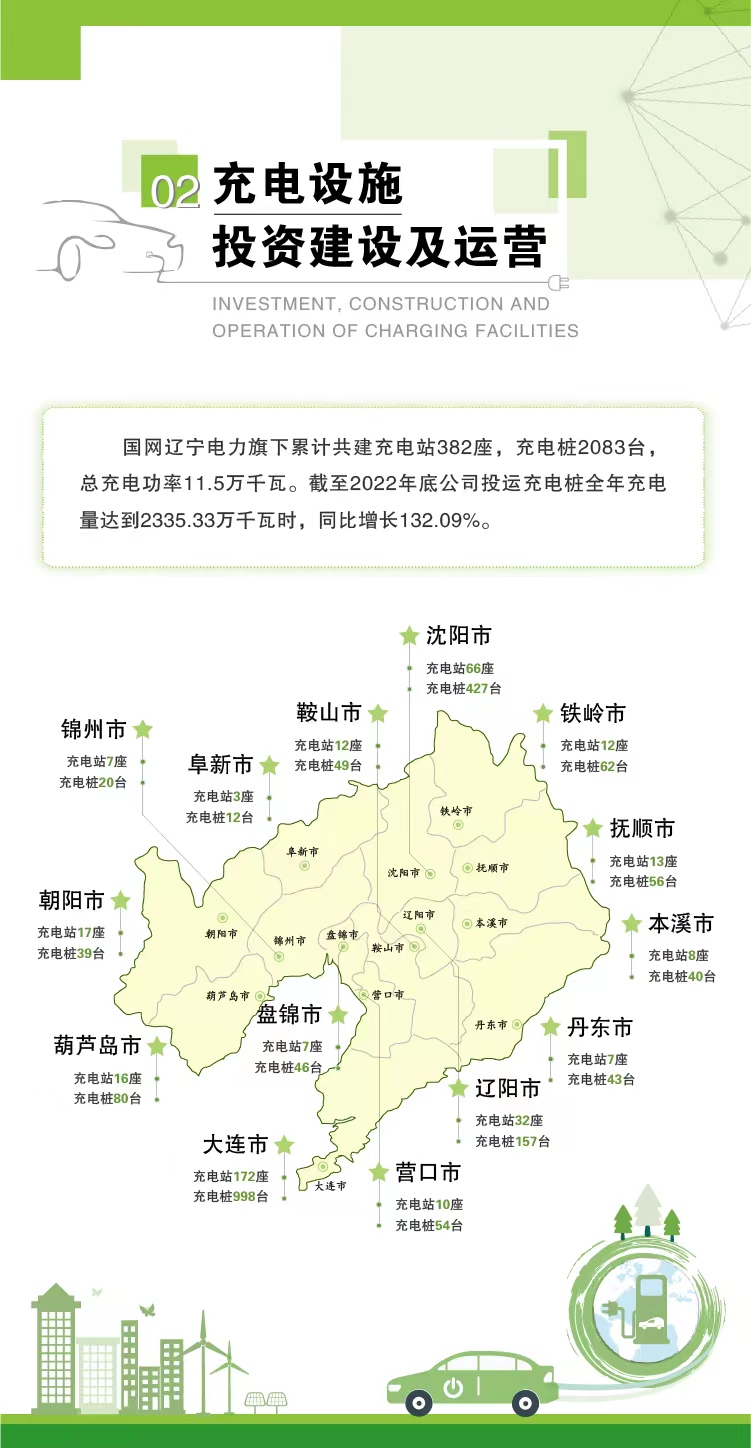 02
充电设施
投资建设及运营
INVESTMENT, CONSTRUCTION AND
OPERATION OF CHARGING FACILITIES
国网辽宁电力旗下累计共建充电站382座，充电桩2083台，
总充电功率11.5万千瓦。截至2022年底公司投运充电桩全年充电
量达到2335.33万千瓦时，同比增长132.09%。
沈阳市
充电站66座
充电桩427台
鞍山市
充电站12座
充电桩49台
铁岭市
充电站12座
充电桩62台
锦州市
充电站7座
充电桩20台
阜新市
充电站3座
充电桩12台
抚顺市
充电站13座
充电桩56台
朝阳市
充电站17座
充电桩39台
本溪市
充电站8座
充电桩40台
盘锦市
充电站7座
充电桩46台
丹东市
充电站7座
充电桩43台
葫芦岛市
充电站16座
充电桩80台
辽阳市
充电站32座
充电桩157台
大连市
充电站172座
充电桩998台
营口市
充电站10座
充电桩54台
铁岭市
阜新市
沈阳市
抚顺市
辽阳市
本溪市
朝阳市
锦州市
盘锦市
鞍山市
葫芦岛市
营口市
丹东市
大连市